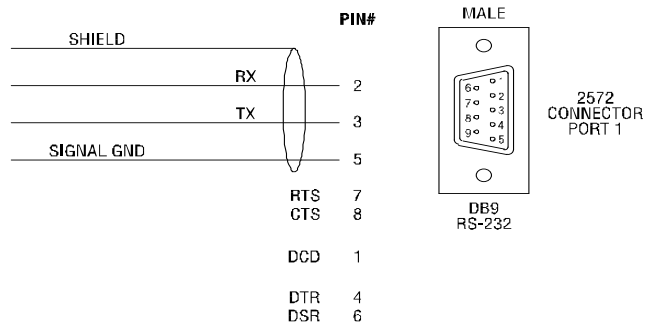 PIN#
MALE
SHIELD
RX 2
TX 3
SIGNAL GND 5
RTS 7
CTS 8
DCD 1
DTR 4
DSR 6
6 1
7 2
8 3
9 4
5
2572
CONNECTOR
PORT 1
DB9
RS-232